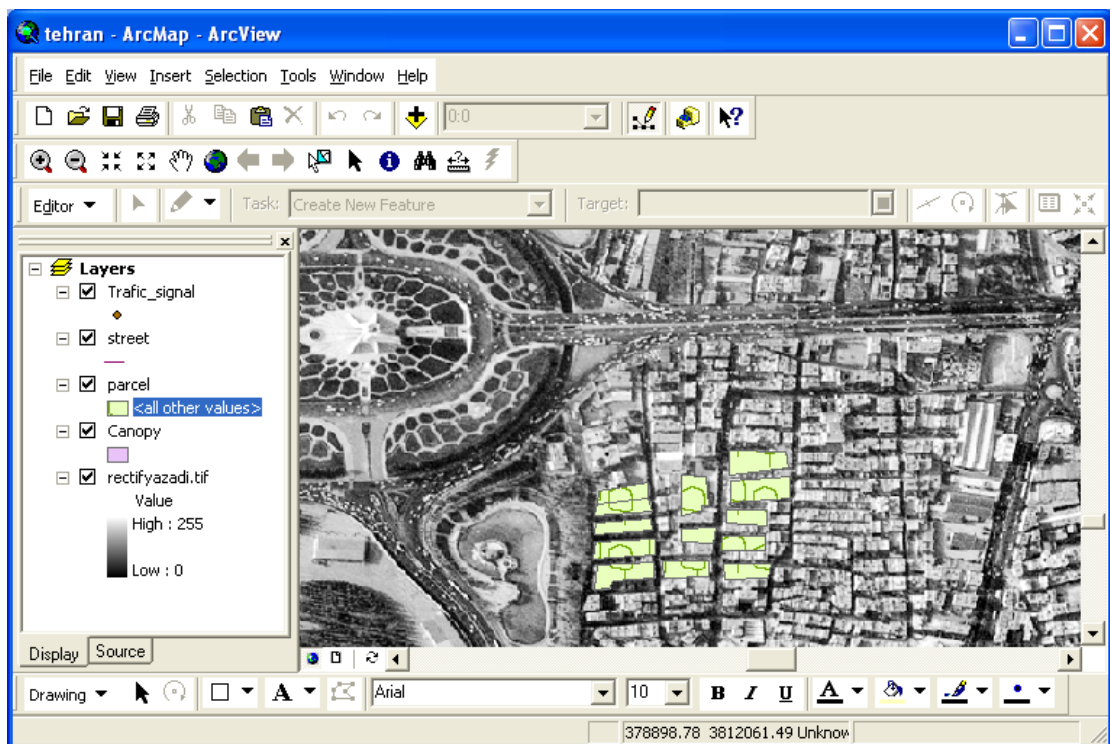 tehran - ArcMap - ArcView
File Edit View Insert Selection Tools Window Help
0:0
Editor Task: Create New Feature Target:
Layers
Trafic_signal
street
parcel
<all other values>
Canopy
rectifyazadi.tif
Value
High : 255
Low : 0
Display Source
Drawing A Arial 10 B I U A
378898.78 3812061.49 Unknow